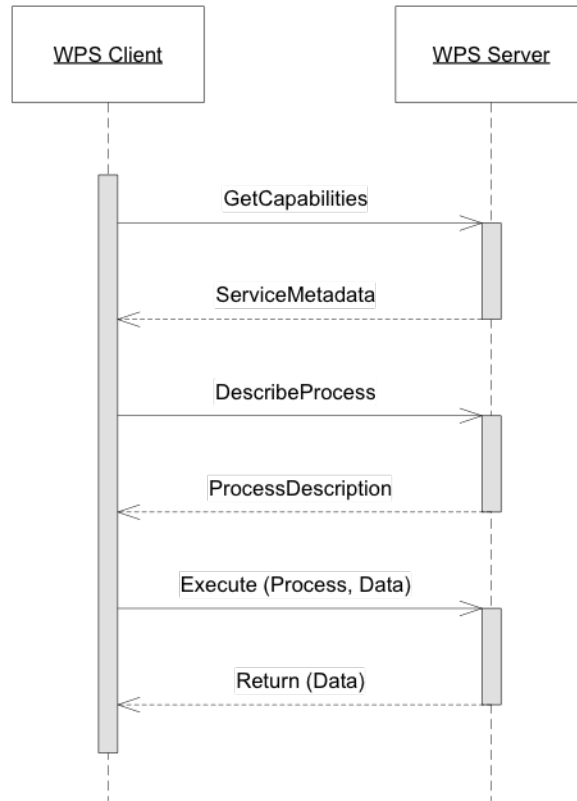 WPS Client
WPS Server
GetCapabilities
ServiceMetadata
DescribeProcess
ProcessDescription
Execute (Process, Data)
Return (Data)